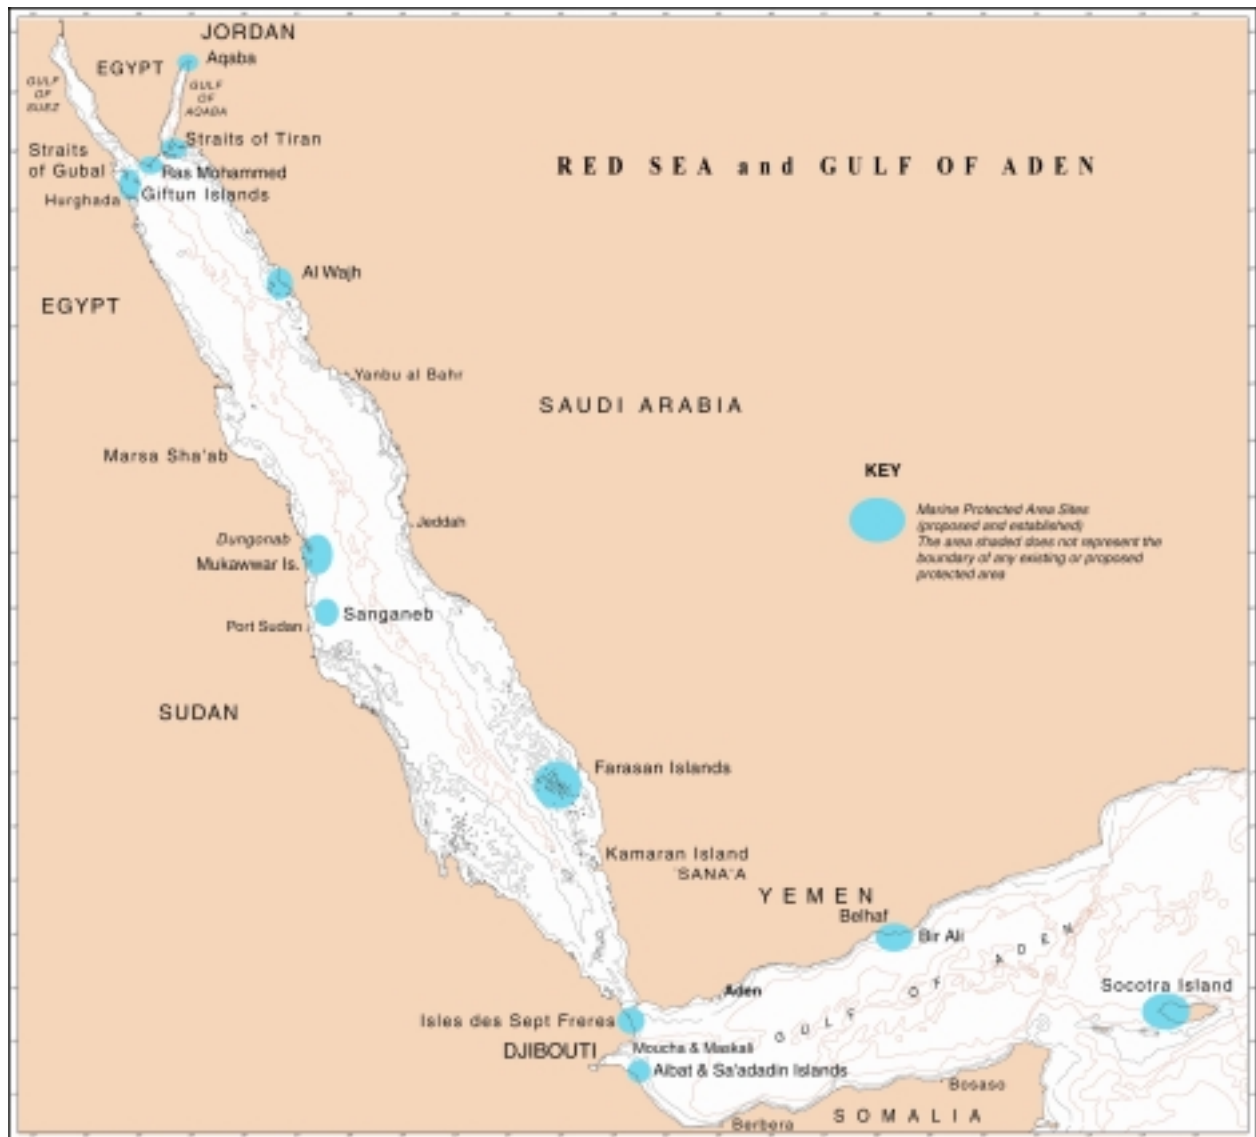 JORDAN
Aqaba
EGYPT
GULF
OF
SUEZ
GULF
OF
AQABA
Straits of Tiran
Straits
of Gubal
Ras Mohammed
Giftun Islands
Hurghada
RED SEA and GULF OF ADEN
Al Wajh
EGYPT
Yanbu al Bahr
SAUDI ARABIA
Marsa Sha'ab
KEY
Marine Protected Area Sites
(proposed and established)
The area shaded does not represent the
boundary of any existing or proposed
protected area
Jeddah
Dungonab
Mukawwar Is.
Sanganeb
Port Sudan
SUDAN
Farasan Islands
Kamaran Island
'SANA'A
YEMEN
Belhaf
Bir Ali
GULF OF ADEN
Socotra Island
Aden
Isles des Sept Freres
DJIBOUTI
Moucha & Maskali
Aibat & Sa'adadin Islands
Bosaso
SOMALIA
Berbera